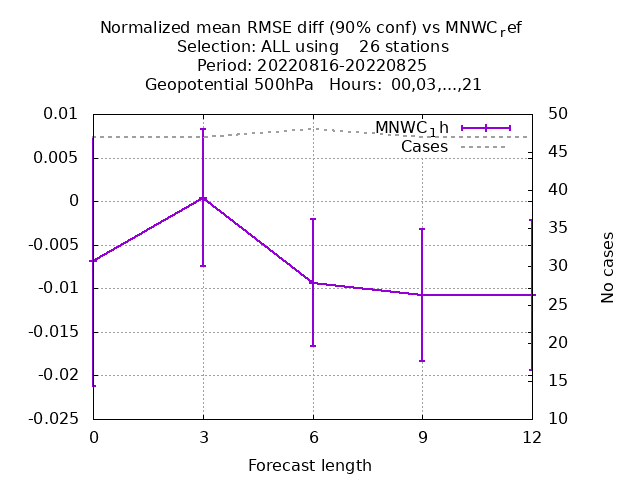 Normalized mean RMSE diff (90% conf) vs MNWC_ref
Selection: ALL using    26 stations
Period: 20220816-20220825
Geopotential 500hPa   Hours: 00,03,...,21
MNWC_1h
Cases
0.01
0.005
0
-0.005
-0.01
-0.015
-0.02
-0.025
50
45
40
35
30
25
20
15
10
No cases
0 3 6 9 12
Forecast length